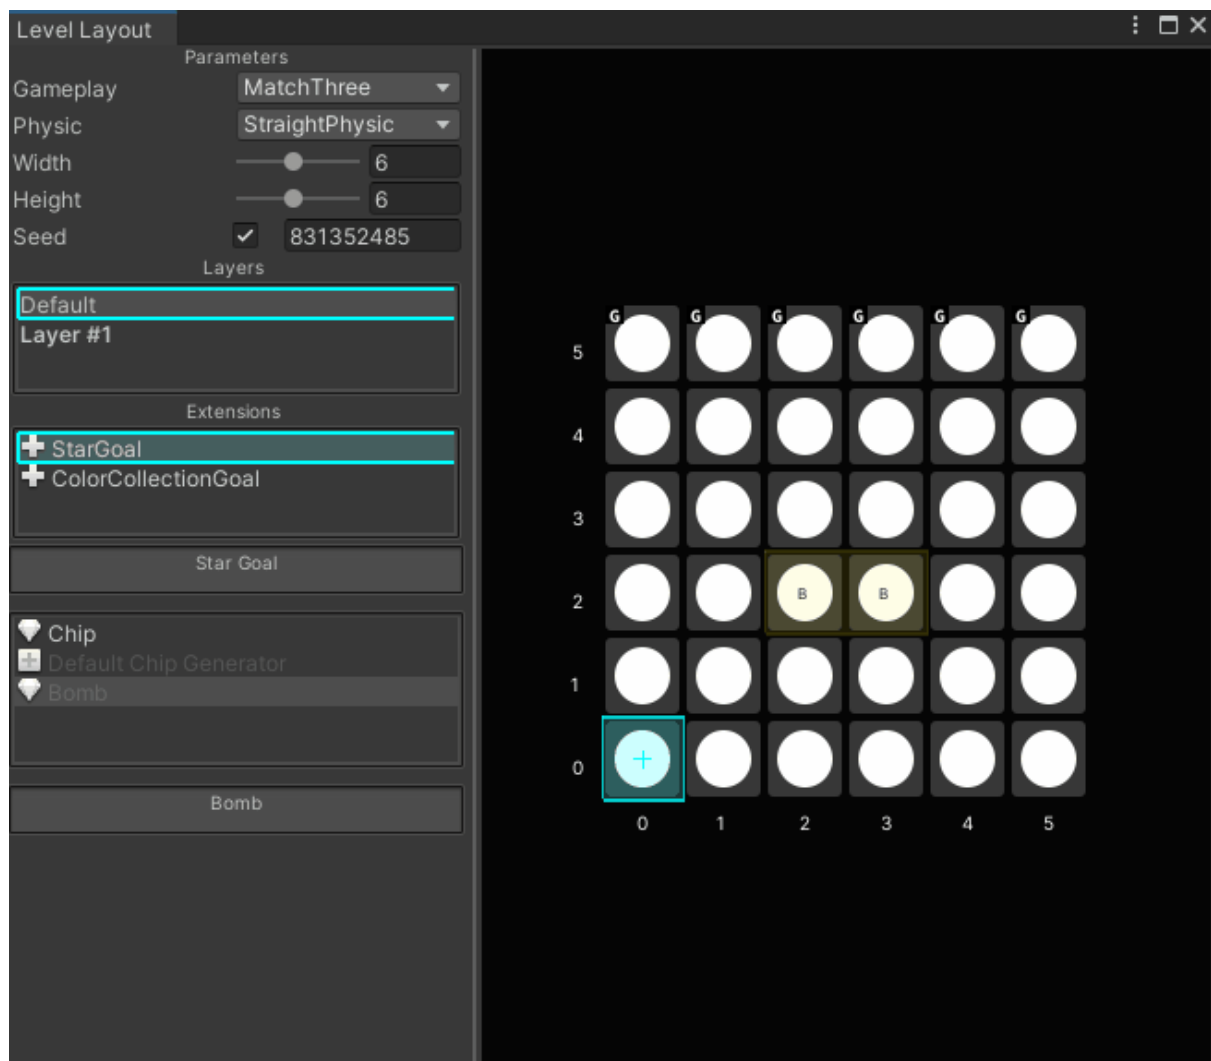 Level Layout
Parameters
Gameplay MatchThree
Physic StraightPhysic
Width 6
Height 6
Seed 831352485
Layers
Default
Layer #1
Extensions
StarGoal
ColorCollectionGoal
Star Goal
Chip
Default Chip Generator
Bomb
Bomb
G G G G G G
5
4
3
2 B B
1
0
0 1 2 3 4 5